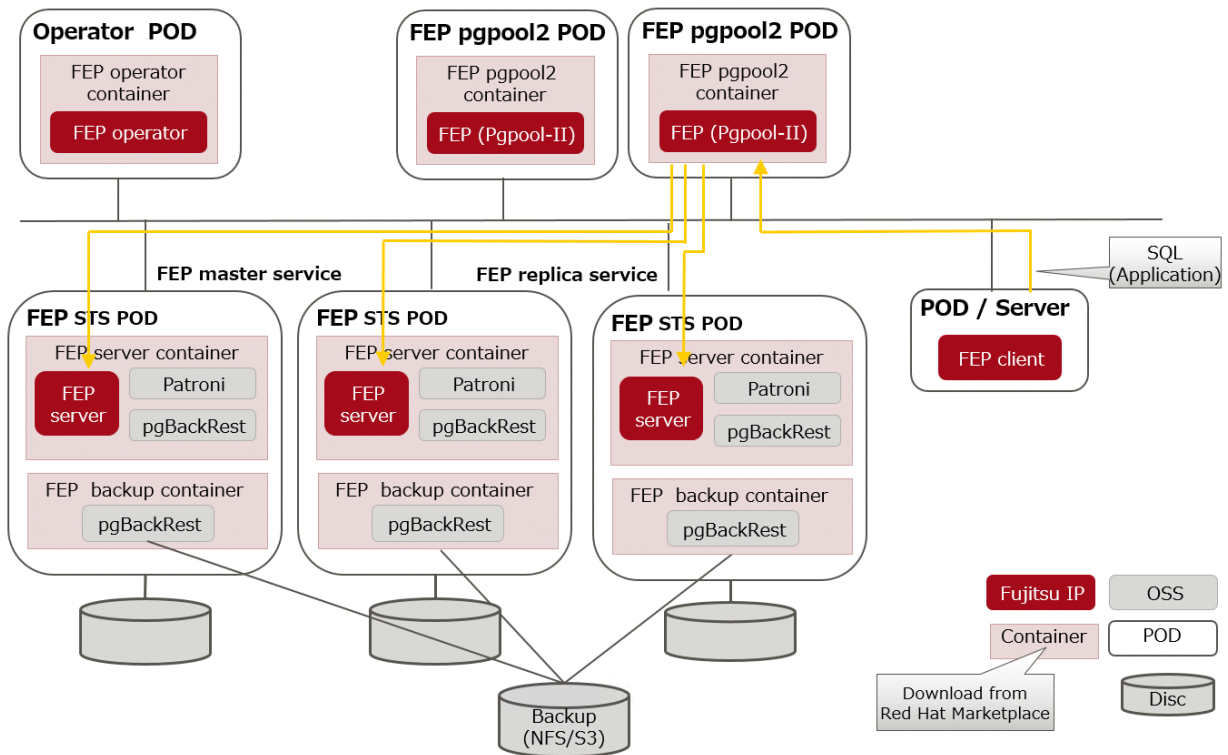 Operator POD
FEP operator
container
FEP operator
FEP pgpool2 POD
FEP pgpool2
container
FEP (Pgpool-II)
FEP pgpool2 POD
FEP pgpool2
container
FEP (Pgpool-II)
FEP master service
FEP replica service
SQL
(Application)
FEP STS POD
FEP server container
FEP
server
Patroni
pgBackRest
FEP backup container
pgBackRest
FEP STS POD
FEP server container
FEP
server
Patroni
pgBackRest
FEP backup container
pgBackRest
FEP STS POD
FEP server container
FEP
server
Patroni
pgBackRest
FEP backup container
pgBackRest
POD / Server
FEP client
Backup
(NFS/S3)
Fujitsu IP
OSS
Container
POD
Download from
Red Hat Marketplace
Disc